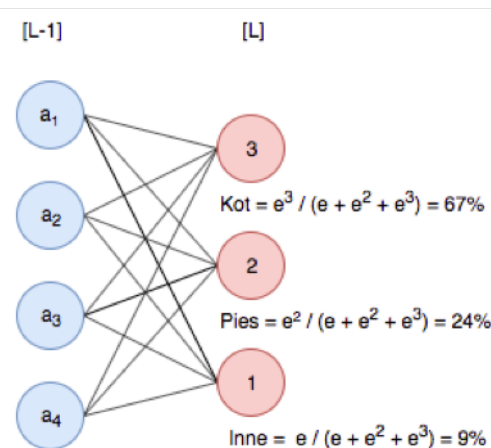 [L-1] [L]
a₁
3
Kot = e³ / (e + e² + e³) = 67%
a₂
2
Pies = e² / (e + e² + e³) = 24%
a₃
1
a₄
Inne = e / (e + e² + e³) = 9%